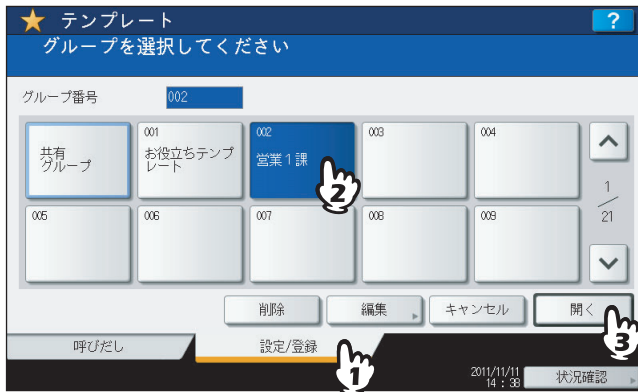 テンプレート
?
グループを選択してください
グループ番号
002
共有
グループ
001
お役立ちテンプ
レート
002
営業1課
003
004
1
21
005
006
007
008
009
2
削除
編集
キャンセル
開く
3
呼びだし
設定/登録
1
2011/11/11
14:38
状況確認